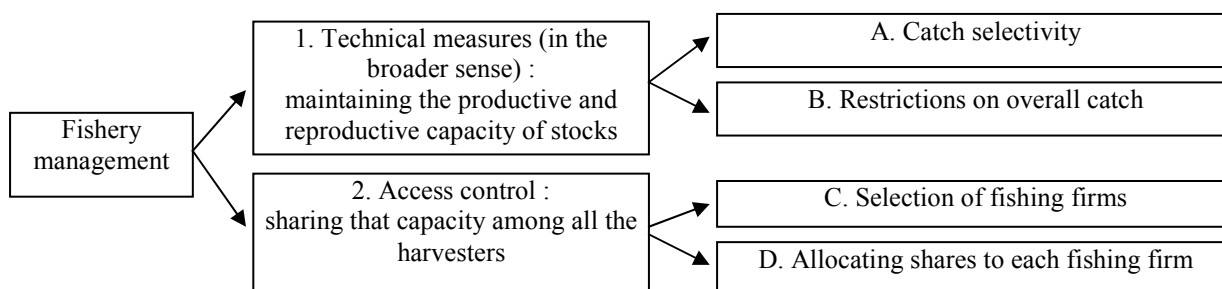 Fishery
management
1. Technical measures (in the
broader sense) :
maintaining the productive and
reproductive capacity of stocks
2. Access control :
sharing that capacity among all the
harvesters
A. Catch selectivity
B. Restrictions on overall catch
C. Selection of fishing firms
D. Allocating shares to each fishing firm